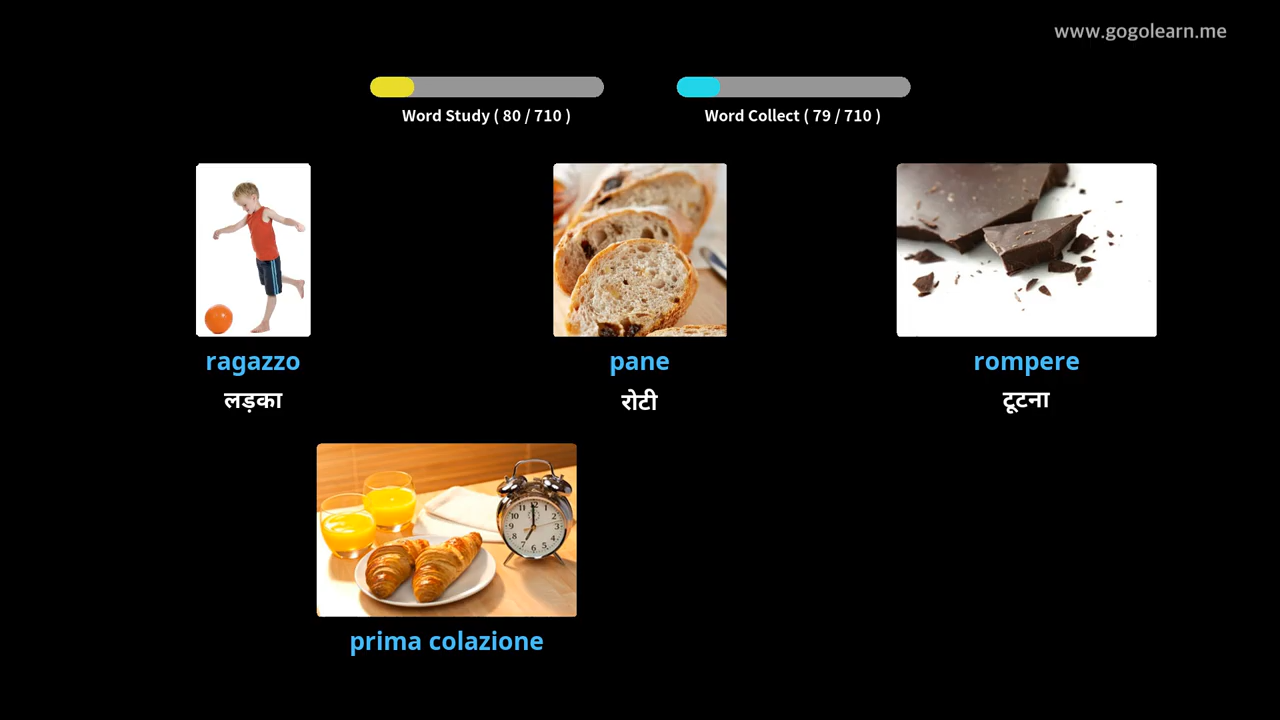 www.gogolearn.me
Word Study ( 80 / 710 )
Word Collect ( 79 / 710 )
ragazzo
लड़का
pane
रोटी
rompere
टूटना
prima colazione